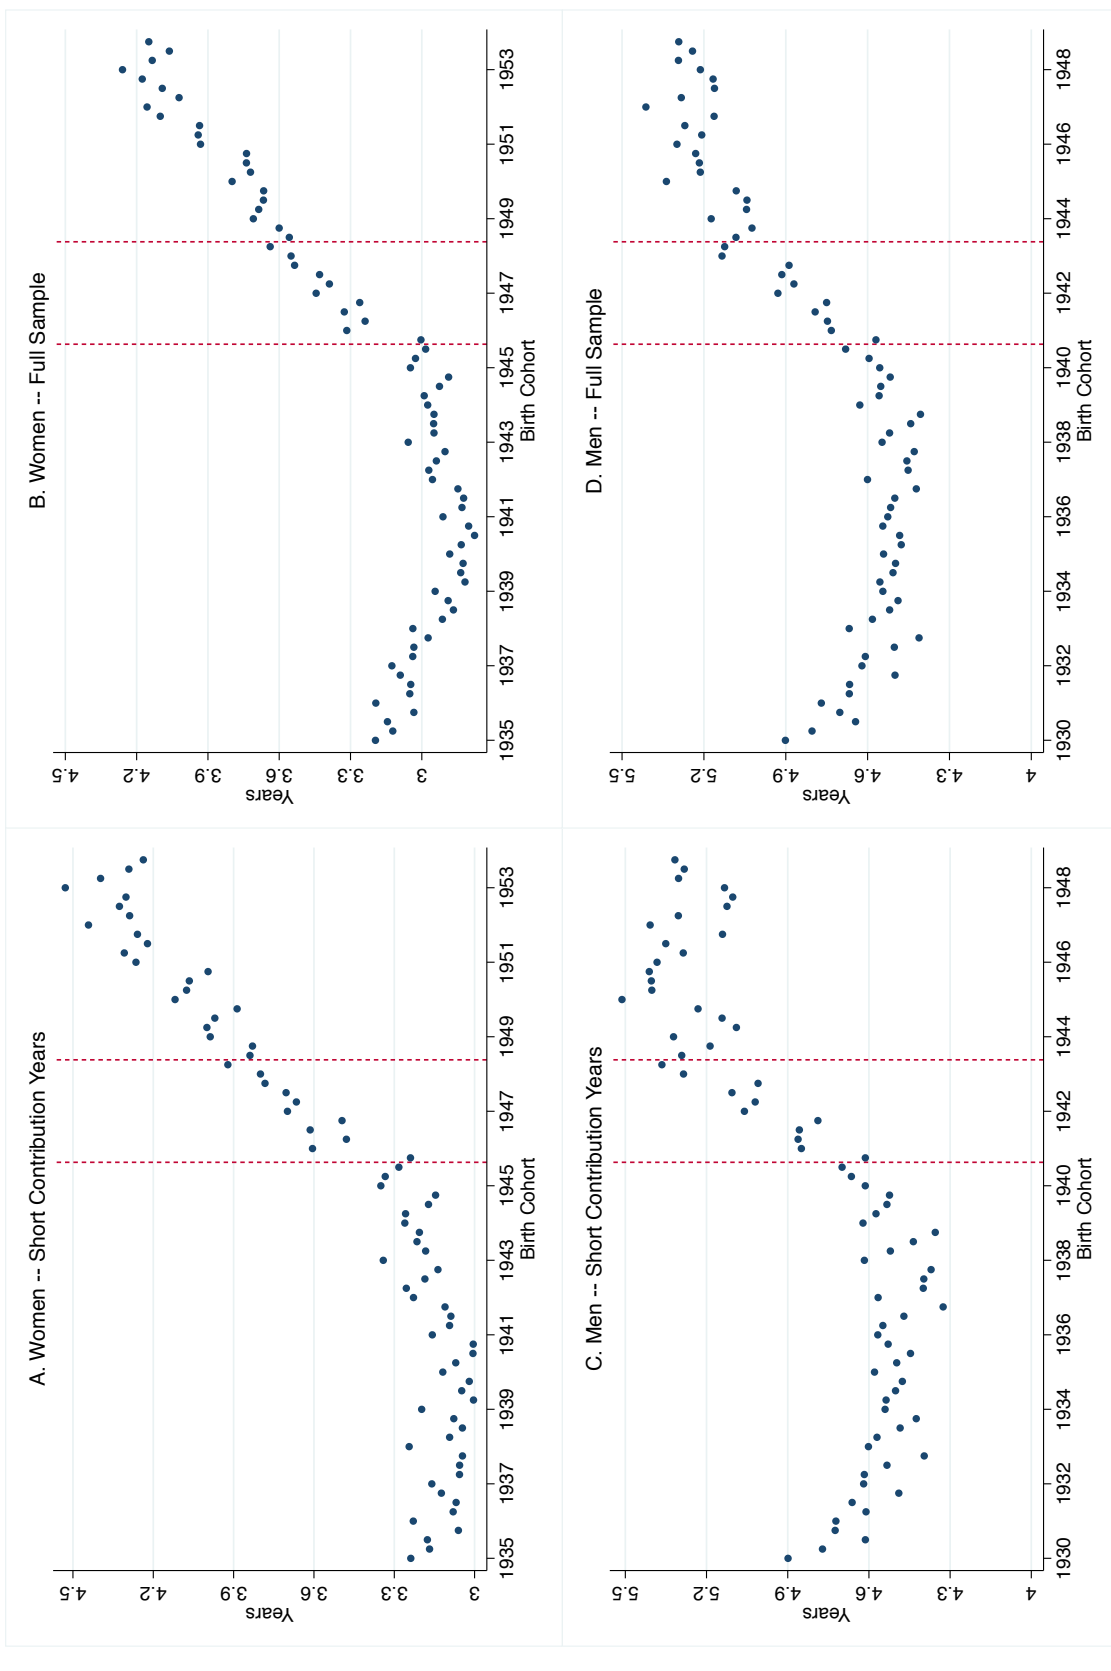 A. Women -- Short Contribution Years
Years
4.5
4.2
3.9
3.6
3.3
3
1935 1937 1939 1941 1943 1945 1947 1949 1951 1953
Birth Cohort
B. Women -- Full Sample
Years
4.5
4.2
3.9
3.6
3.3
3
1935 1937 1939 1941 1943 1945 1947 1949 1951 1953
Birth Cohort
C. Men -- Short Contribution Years
Years
5.5
5.2
4.9
4.6
4.3
4
1930 1932 1934 1936 1938 1940 1942 1944 1946 1948
Birth Cohort
D. Men -- Full Sample
Years
5.5
5.2
4.9
4.6
4.3
4
1930 1932 1934 1936 1938 1940 1942 1944 1946 1948
Birth Cohort